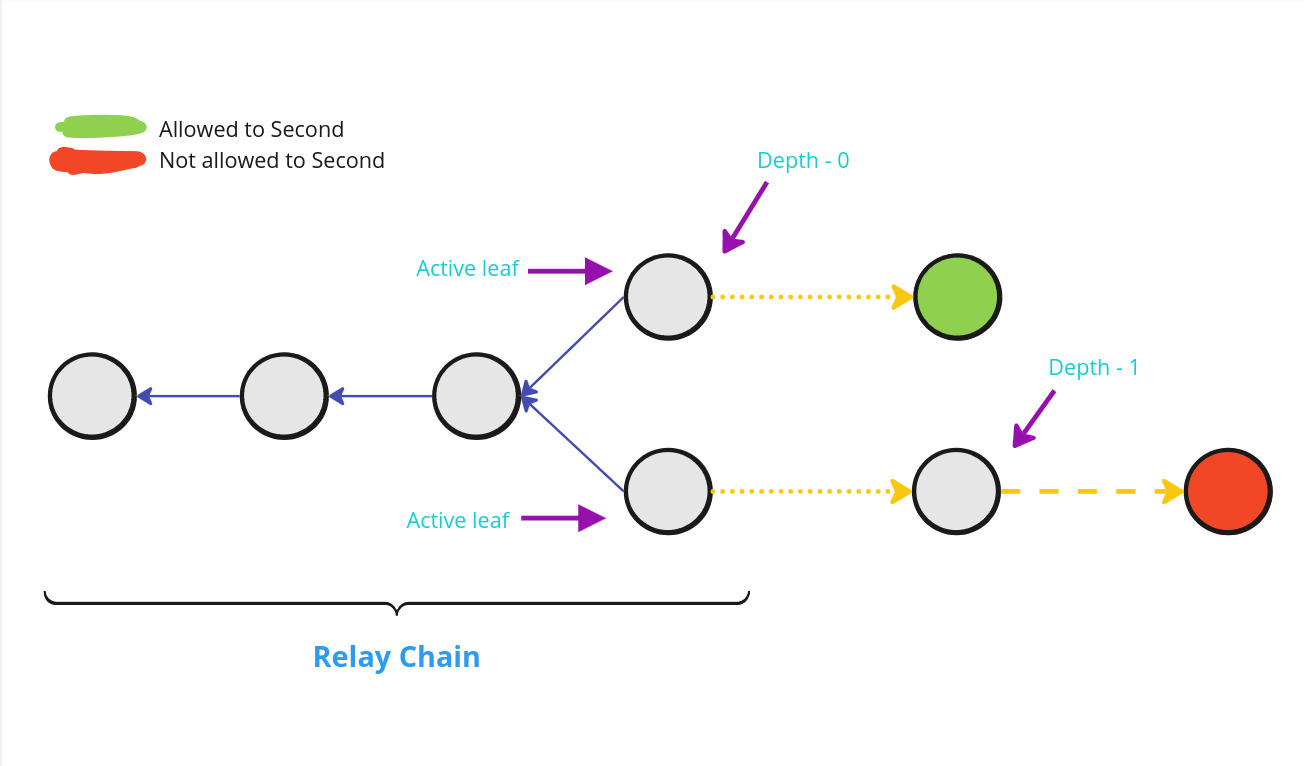 Allowed to Second
Not allowed to Second
Depth - 0
Active leaf
Depth - 1
Active leaf
Relay Chain